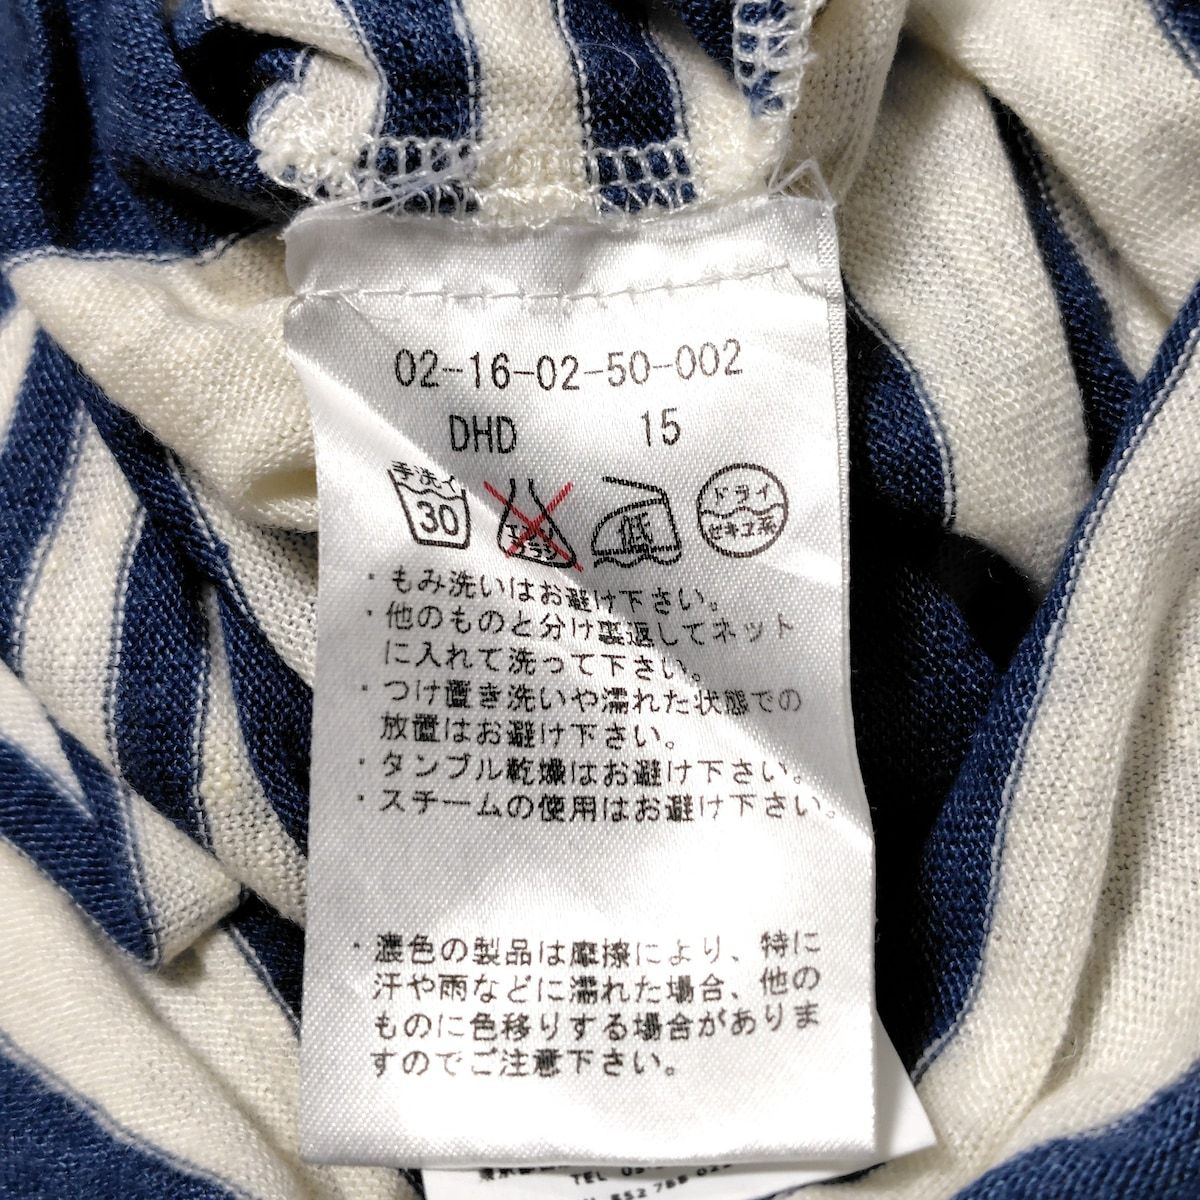 02-16-02-50-002
DHD 15
手洗イ
30
低
ドライ
セキユ系
・もみ洗いはお避け下さい。
・他のものと分け裏返してネット
に入れて洗って下さい。
・つけ置き洗いや濡れた状態での
放置はお避け下さい。
・タンブル乾燥はお避け下さい。
・スチームの使用はお避け下さい。
・濃色の製品は摩擦により、特に
汗や雨などに濡れた場合、他の
ものに色移りする場合がありま
すのでご注意下さい。
TEL